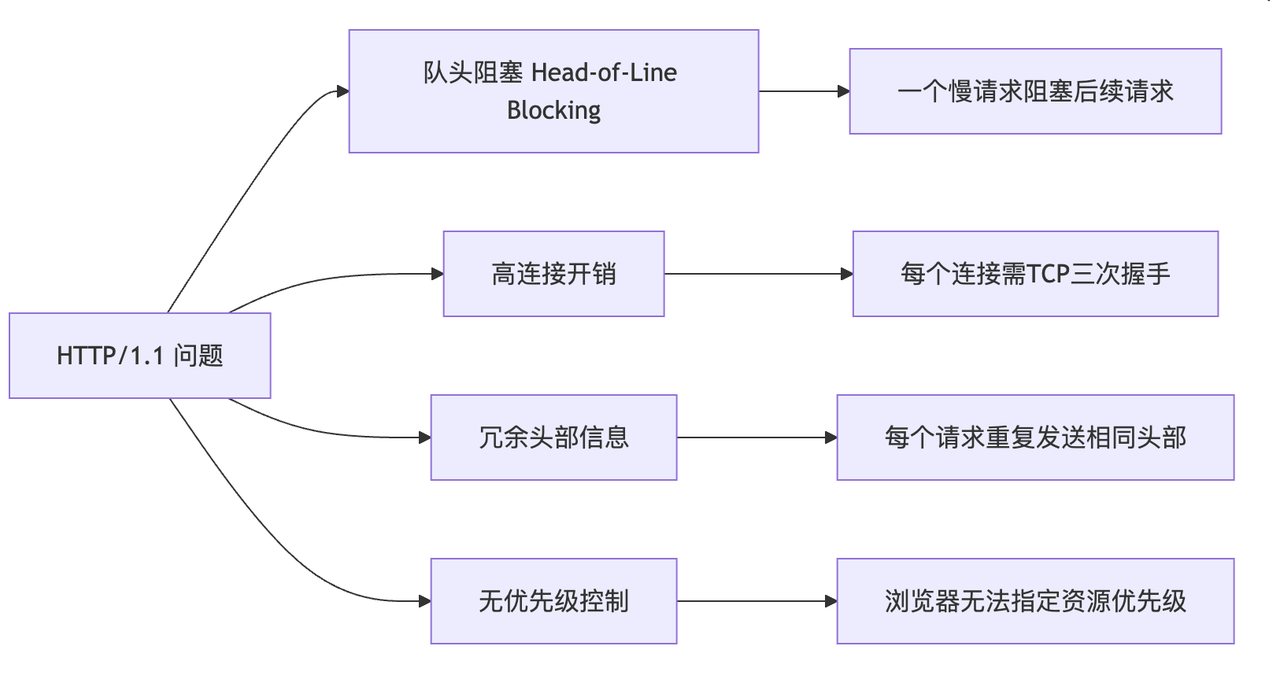 队头阻塞 Head-of-Line
Blocking
一个慢请求阻塞后续请求
高连接开销
每个连接需TCP三次握手
HTTP/1.1 问题
冗余头部信息
每个请求重复发送相同头部
无优先级控制
浏览器无法指定资源优先级